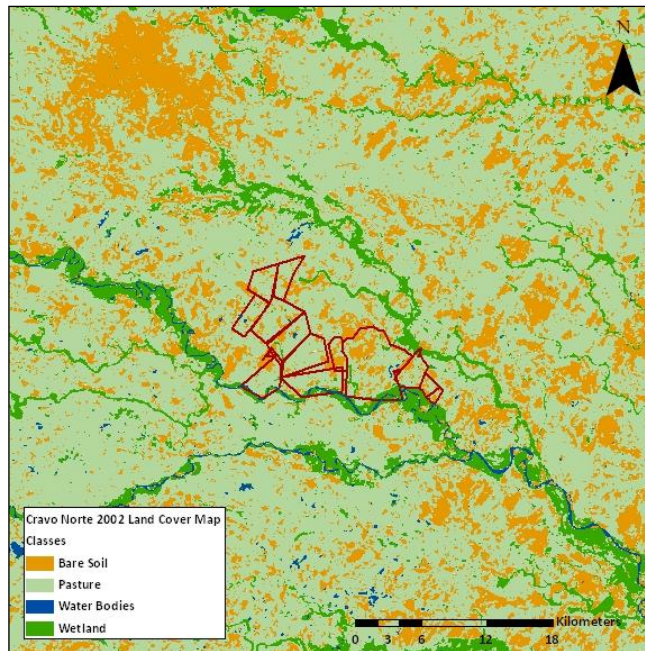 N
Cravo Norte 2002 Land Cover Map
Classes
Bare Soil
Pasture
Water Bodies
Wetland
Kilometers
0 3 6 12 18